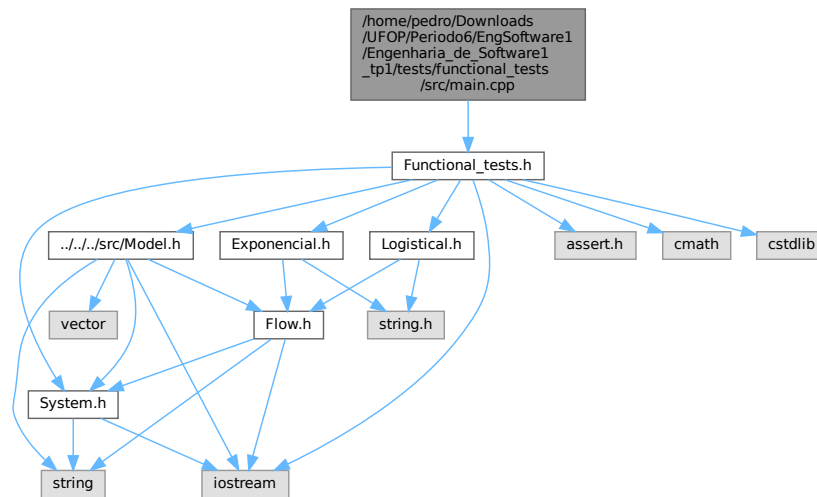 /home/pedro/Downloads
/UFOP/Periodo6/EngSoftware1
/Engenharia_de_Software1
_tp1/tests/functional_tests
/src/main.cpp
Functional_tests.h
../../../src/Model.h
Exponencial.h
Logistical.h
assert.h
cmath
cstdlib
vector
Flow.h
string.h
System.h
string
iostream